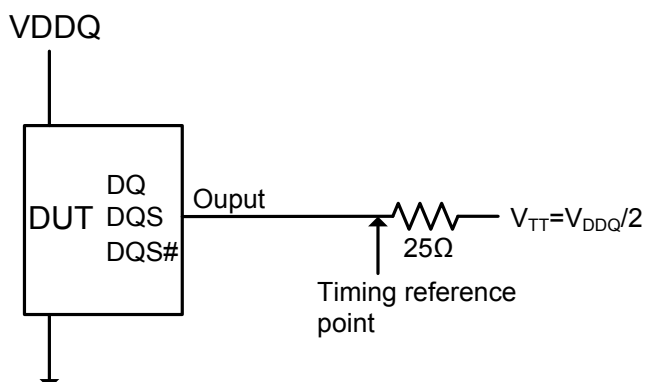 VDDQ
DUT
DQ
DQS
DQS#
Ouput
25Ω
V_TT=V_DDQ/2
Timing reference
point